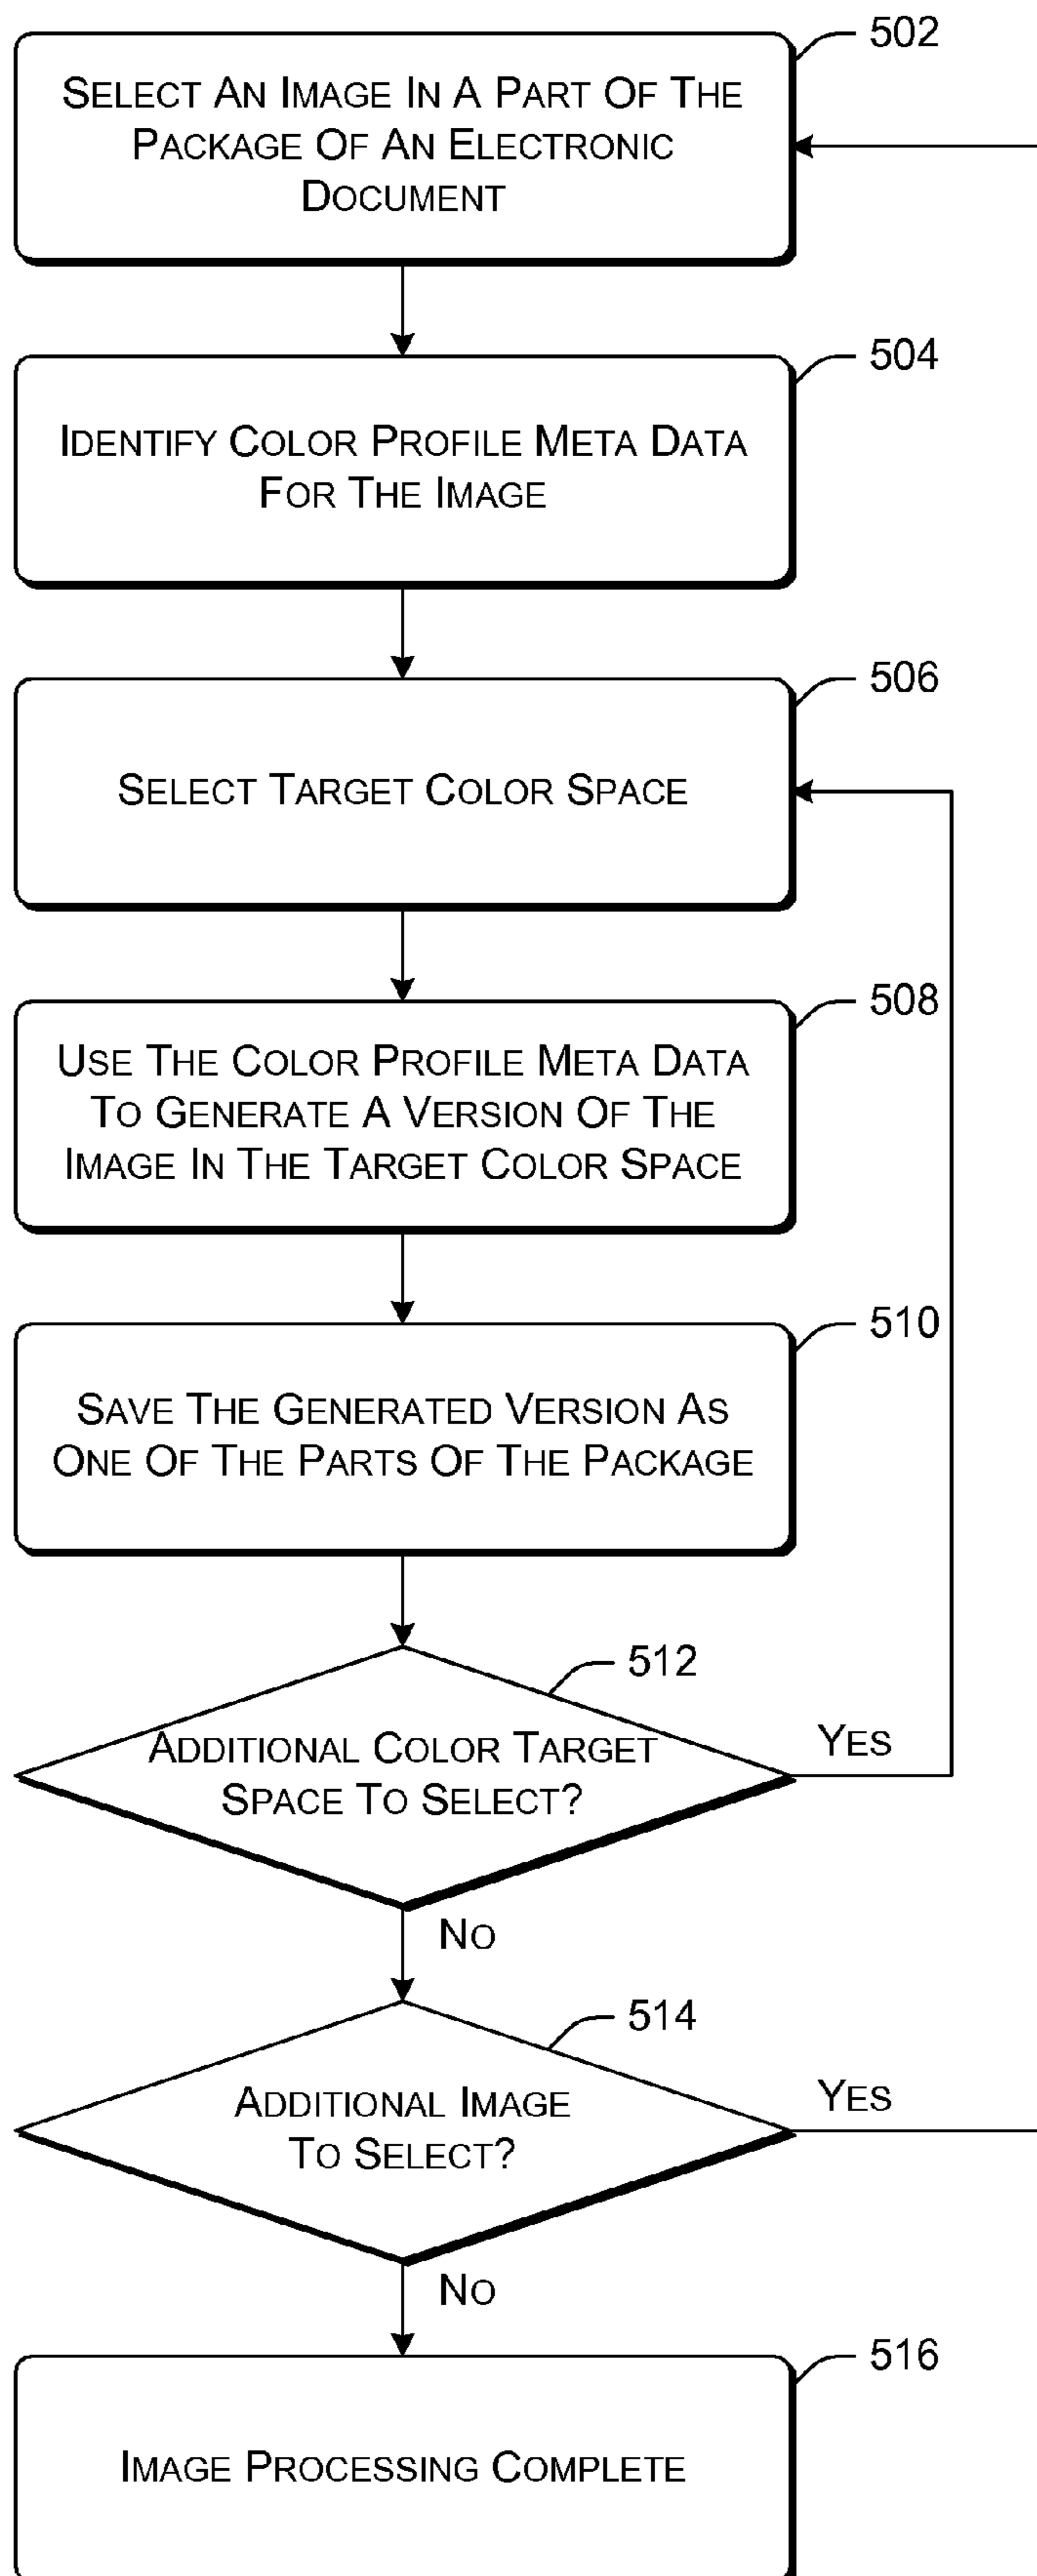 502
SELECT AN IMAGE IN A PART OF THE
PACKAGE OF AN ELECTRONIC
DOCUMENT
504
IDENTIFY COLOR PROFILE META DATA
FOR THE IMAGE
506
SELECT TARGET COLOR SPACE
508
USE THE COLOR PROFILE META DATA
TO GENERATE A VERSION OF THE
IMAGE IN THE TARGET COLOR SPACE
510
SAVE THE GENERATED VERSION AS
ONE OF THE PARTS OF THE PACKAGE
512
ADDITIONAL COLOR TARGET
SPACE TO SELECT?
YES
NO
514
ADDITIONAL IMAGE
TO SELECT?
YES
NO
516
IMAGE PROCESSING COMPLETE